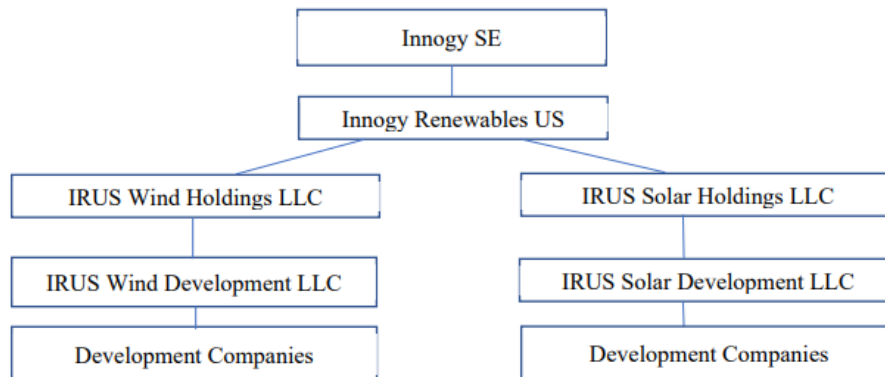 Innogy SE
Innogy Renewables US
IRUS Wind Holdings LLC
IRUS Solar Holdings LLC
IRUS Wind Development LLC
IRUS Solar Development LLC
Development Companies
Development Companies